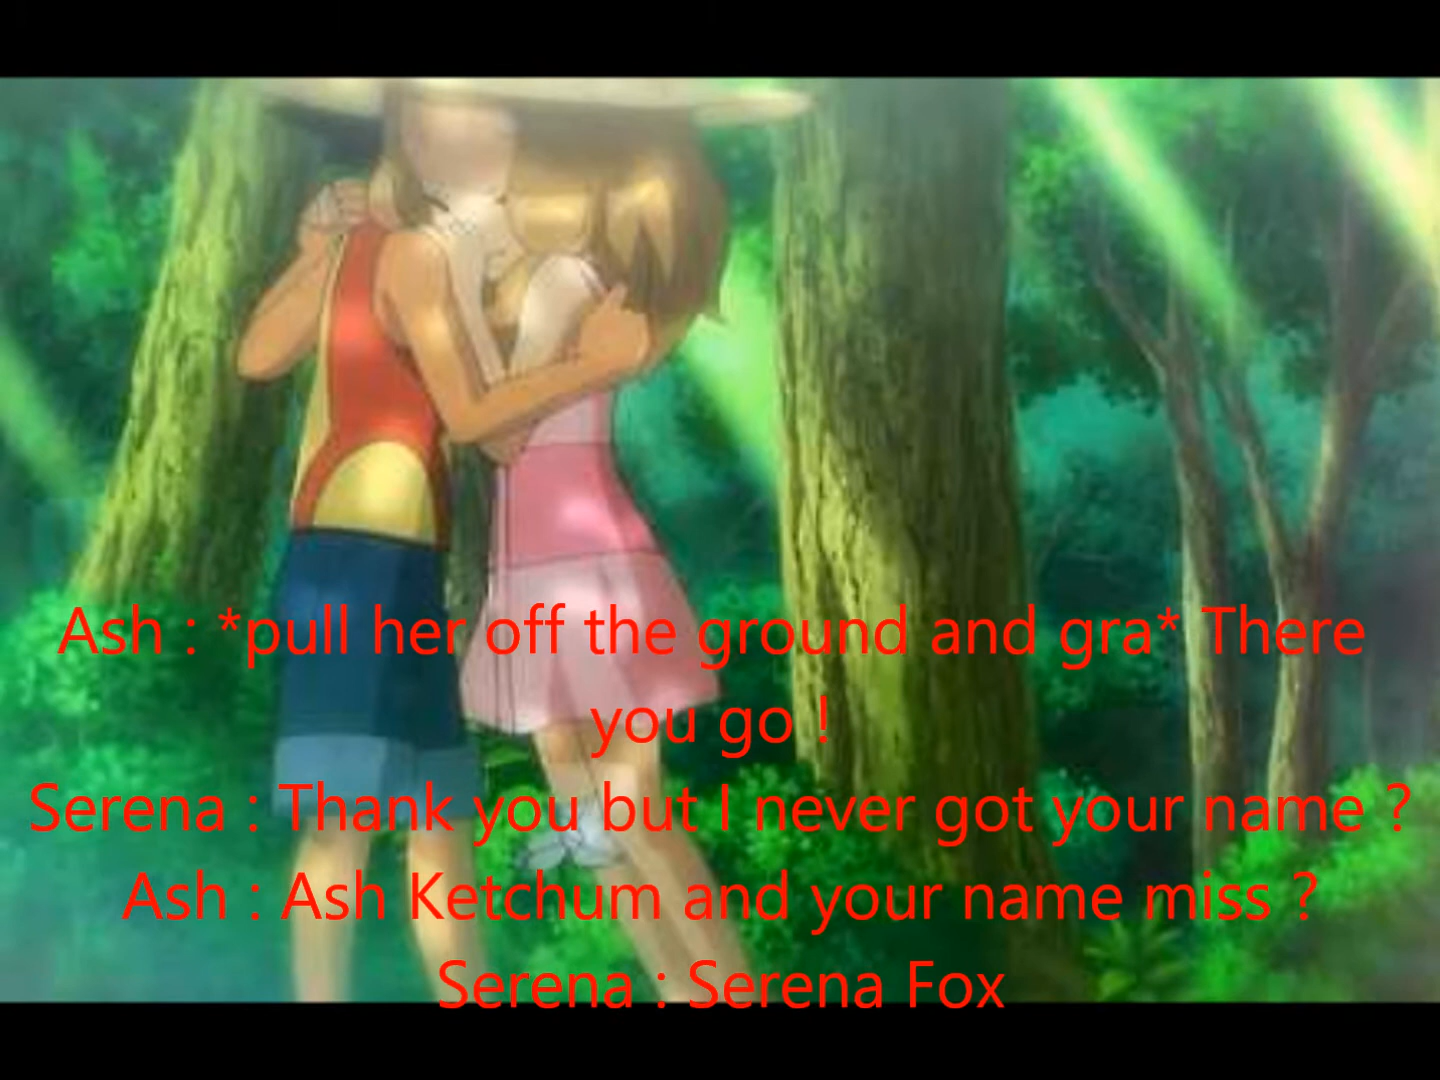 Ash : *pull her off the ground and gra* There
you go !
Serena : Thank you but I never got your name ?
Ash : Ash Ketchum and your name miss ?
Serena : Serena Fox